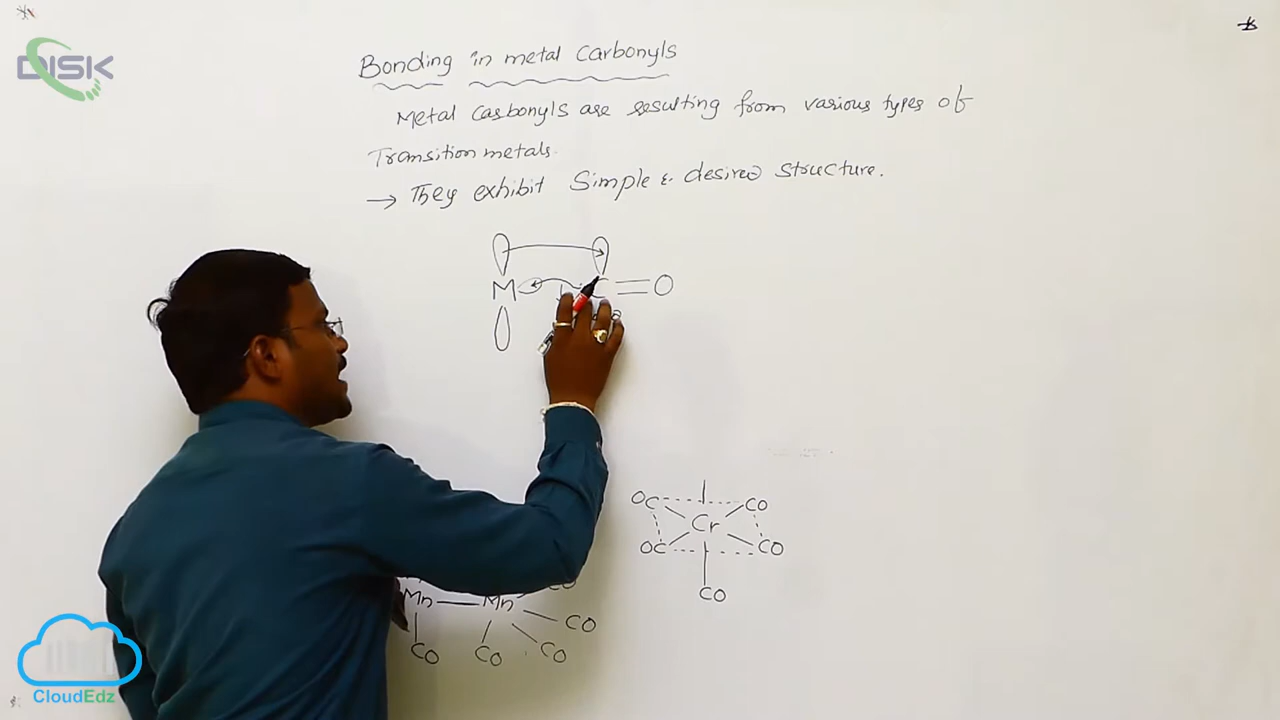 DISK
Bonding in metal Carbonyls
Metal Carbonyls are resulting from various types of
Transition metals.
→ They exhibit Simple & desired structure.
M O
OC CO
Cr
OC CO
CO
Mn Mn
CO
CO CO CO
CloudEdz